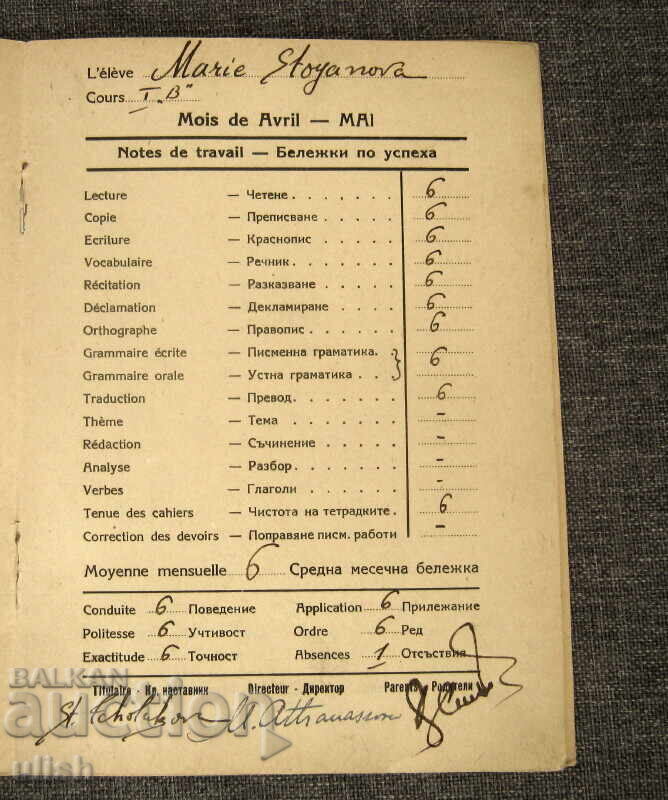 L'élève Marie Stoyanova
Cours I "B"
Mois de Avril — MAI
Notes de travail — Бележки по успеха
Lecture — Четене . . . . . . 6
Copie — Преписване . . . . 6
Ecriture — Краснопис . . . . 6
Vocabulaire — Речник . . . . . . 6
Récitation — Разказване . . . . 6
Déclamation — Декламиране . . . 6
Orthographe — Правопис . . . . . 6
Grammaire écrite — Писменна граматика. } 6
Grammaire orale — Устна граматика . . }
Traduction — Превод . . . . . . 6
Thème — Тема . . . . . . -
Rédaction — Съчинение . . . . -
Analyse — Разбор . . . . . . -
Verbes — Глаголи . . . . . -
Tenue des cahiers — Чистота на тетрадките . 6
Correction des devoirs — Поправяне писм. работи -
Moyenne mensuelle 6 Средна месечна бележка
Conduite 6 Поведение Application 6 Прилежание
Politesse 6 Учтивост Ordre 6 Ред
Exactitude 6 Точност Absences 1 Отсъствия
Titulaire - Кл. наставник Directeur - Директор Parents - Родители
BALKAN
auction
ulish